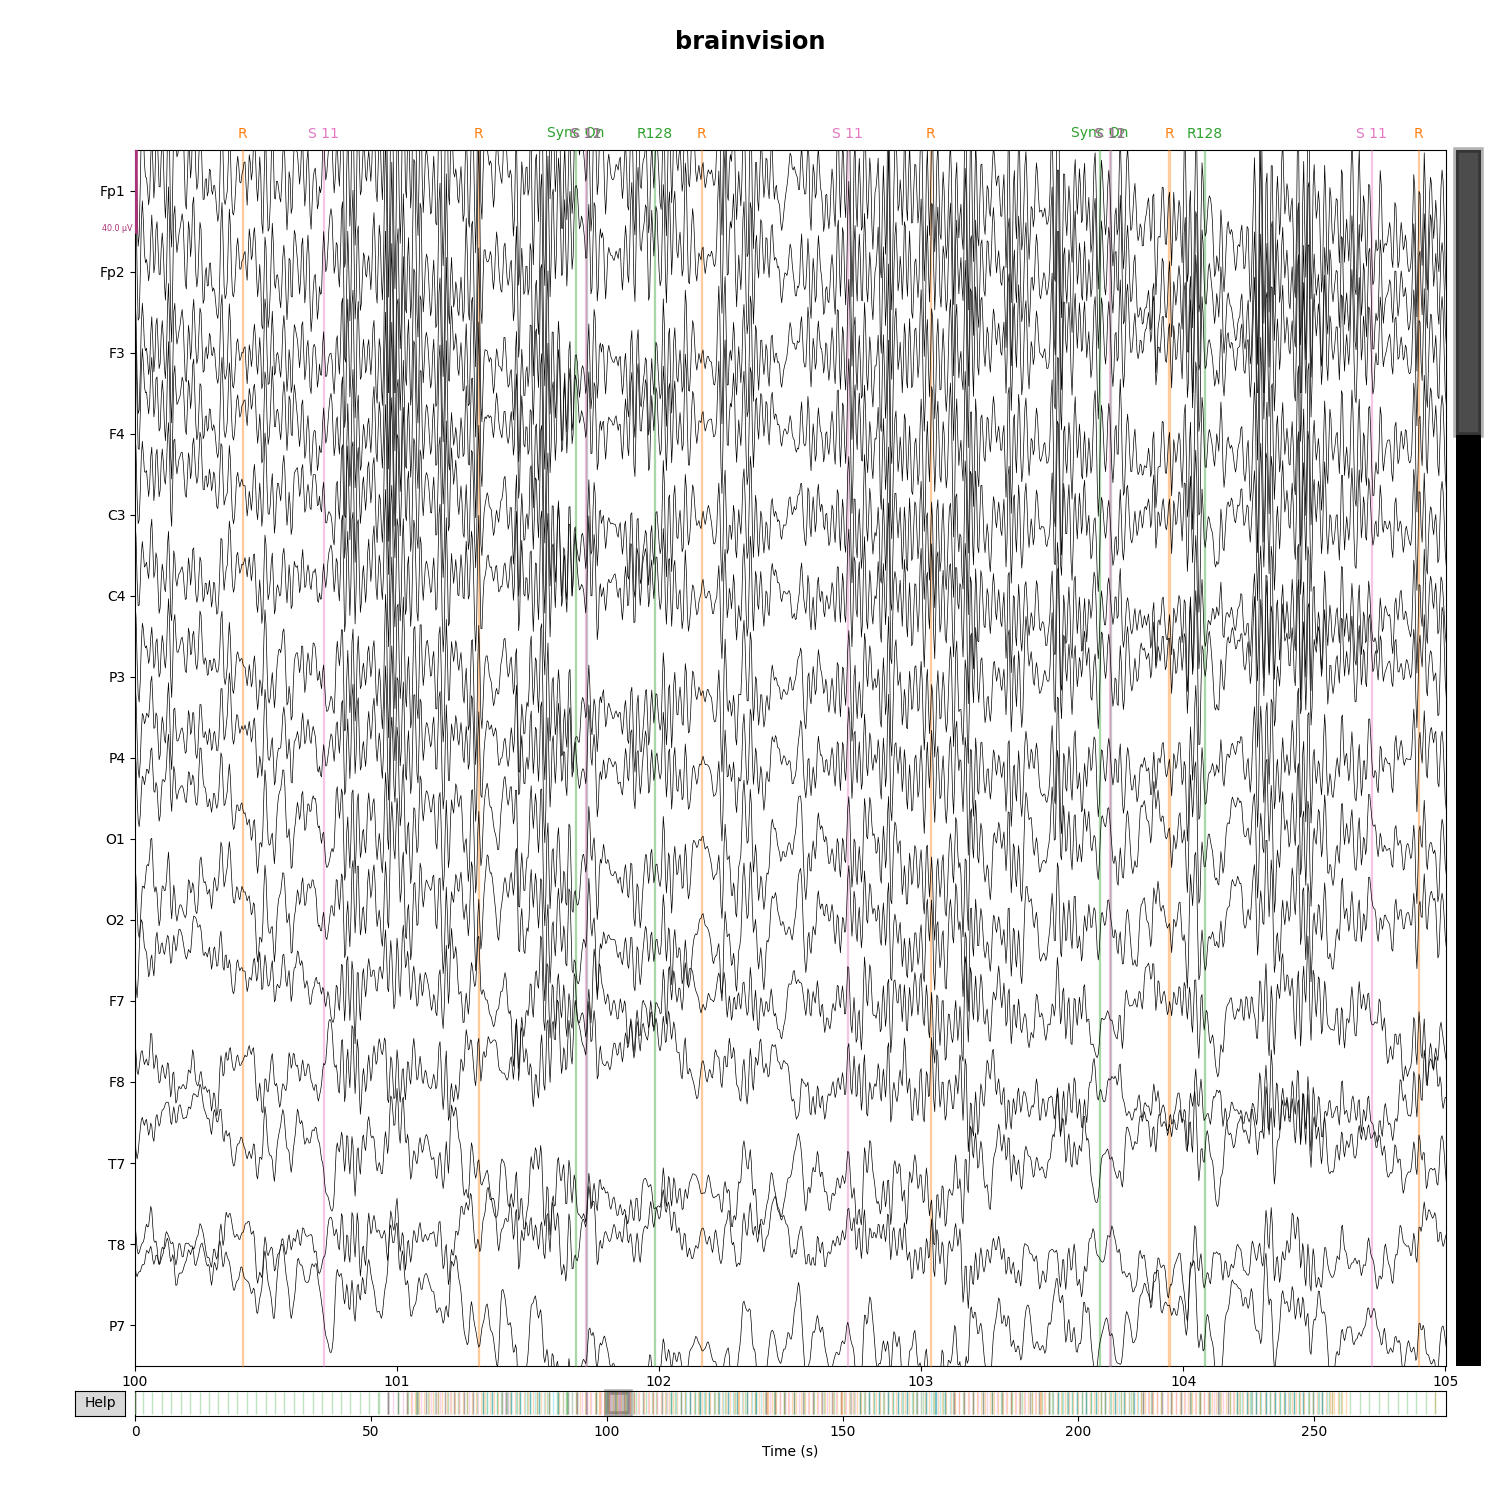 brainvision
R S 11 R Sync On S 12 R128 R S 11 R Sync On S 12 R R128 S 11 R
Fp1
40.0 µV
Fp2
F3
F4
C3
C4
P3
P4
O1
O2
F7
F8
T7
T8
P7
100 101 102 103 104 105
Help
0 50 100 150 200 250
Time (s)